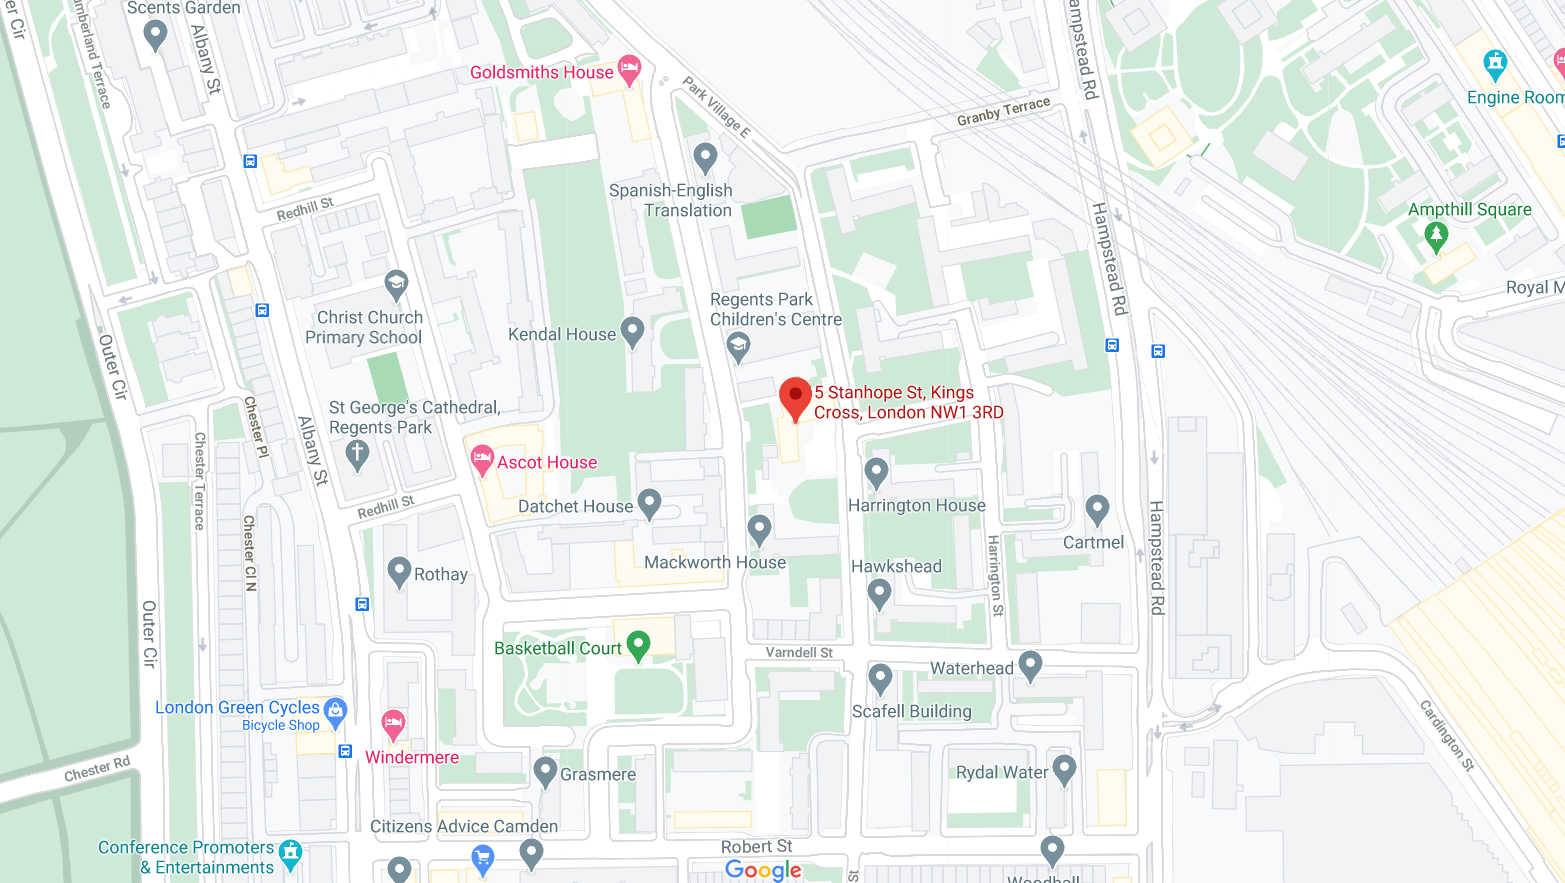 Scents Garden
er Cir
umberland Terrace
Albany St
Goldsmiths House
Park Village E
Granby Terrace
Hampstead Rd
Engine Room
Spanish-English
Translation
Redhill St
Hampstead Rd
Ampthill Square
Royal M
Christ Church
Primary School
Kendal House
Regents Park
Children's Centre
Outer Cir
5 Stanhope St, Kings
Cross, London NW1 3RD
Chester Pl
St George's Cathedral,
Regents Park
Albany St
Chester Terrace
Ascot House
Redhill St
Datchet House
Harrington House
Chester Cl N
Mackworth House
Cartmel
Hampstead Rd
Harrington St
Hawkshead
Rothay
Outer Cir
Basketball Court
Varndell St
Waterhead
London Green Cycles
Bicycle Shop
Scafell Building
Cardington St
Windermere
Chester Rd
Grasmere
Rydal Water
Citizens Advice Camden
Conference Promoters
& Entertainments
Robert St
Google
St
Woodhall